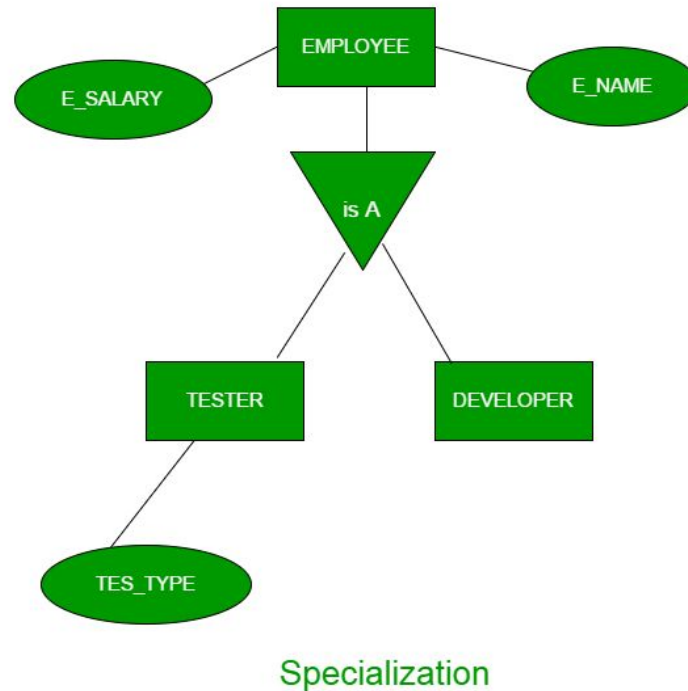 EMPLOYEE
E_SALARY
E_NAME
is A
TESTER
DEVELOPER
TES_TYPE
Specialization